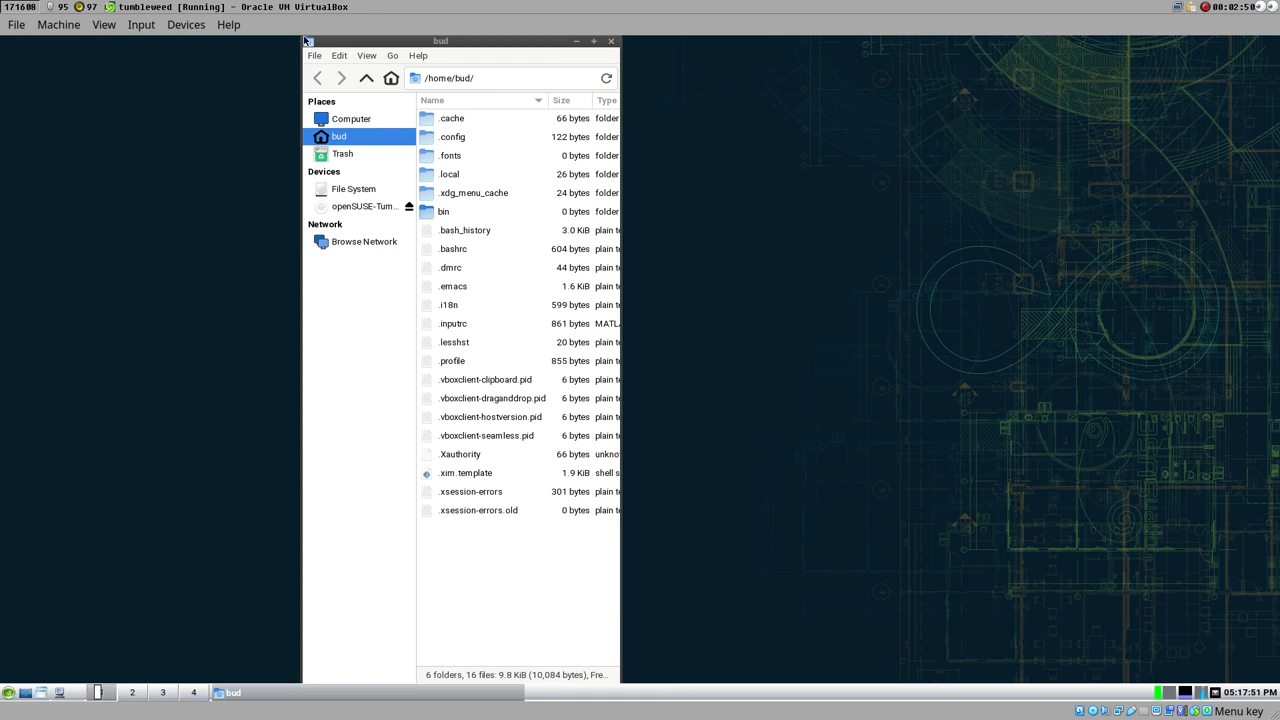 171608 95 97 tumbleweed [Running] - Oracle VM VirtualBox 00:02:50
File Machine View Input Devices Help
bud
File Edit View Go Help
/home/bud/
Places
Computer
bud
Trash
Devices
File System
openSUSE-Tum...
Network
Browse Network
Name Size Type
.cache 66 bytes folder
.config 122 bytes folder
.fonts 0 bytes folder
.local 26 bytes folder
.xdg_menu_cache 24 bytes folder
bin 0 bytes folder
.bash_history 3.0 KiB plain te
.bashrc 604 bytes plain te
.dmrc 44 bytes plain te
.emacs 1.6 KiB plain te
.i18n 599 bytes plain te
.inputrc 861 bytes MATLA
.lesshst 20 bytes plain te
.profile 855 bytes plain te
.vboxclient-clipboard.pid 6 bytes plain te
.vboxclient-draganddrop.pid 6 bytes plain te
.vboxclient-hostversion.pid 6 bytes plain te
.vboxclient-seamless.pid 6 bytes plain te
.Xauthority 66 bytes unkno
.xim.template 1.9 KiB shell s
.xsession-errors 301 bytes plain te
.xsession-errors.old 0 bytes plain te
6 folders, 16 files: 9.8 KiB (10,084 bytes), Fre...
1 2 3 4 bud 05:17:51 PM
Menu key